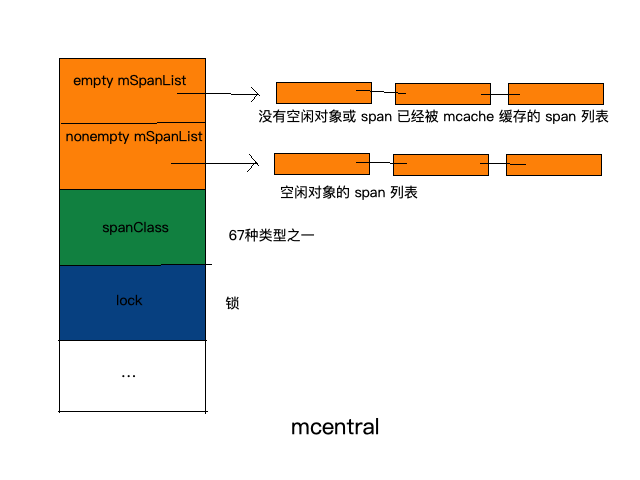 empty mSpanList
没有空闲对象或 span 已经被 mcache 缓存的 span 列表
nonempty mSpanList
空闲对象的 span 列表
spanClass
67种类型之一
lock
锁
...
mcentral